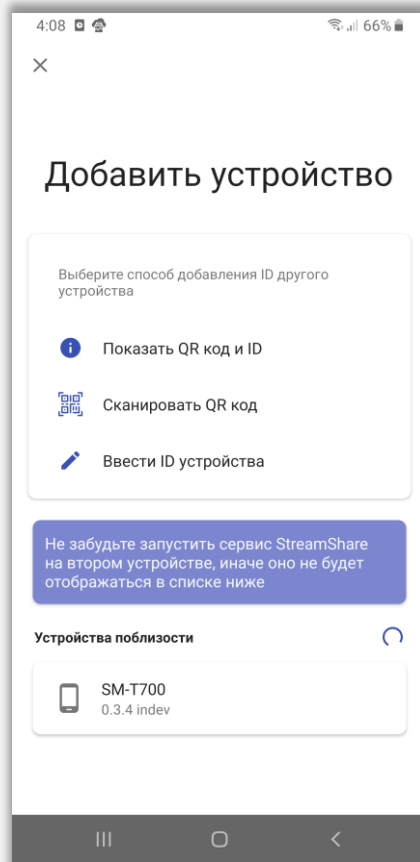 4:08
66%
Добавить устройство
Выберите способ добавления ID другого
устройства
Показать QR код и ID
Сканировать QR код
Ввести ID устройства
Не забудьте запустить сервис StreamShare
на втором устройстве, иначе оно не будет
отображаться в списке ниже
Устройства поблизости
SM-T700
0.3.4 indev